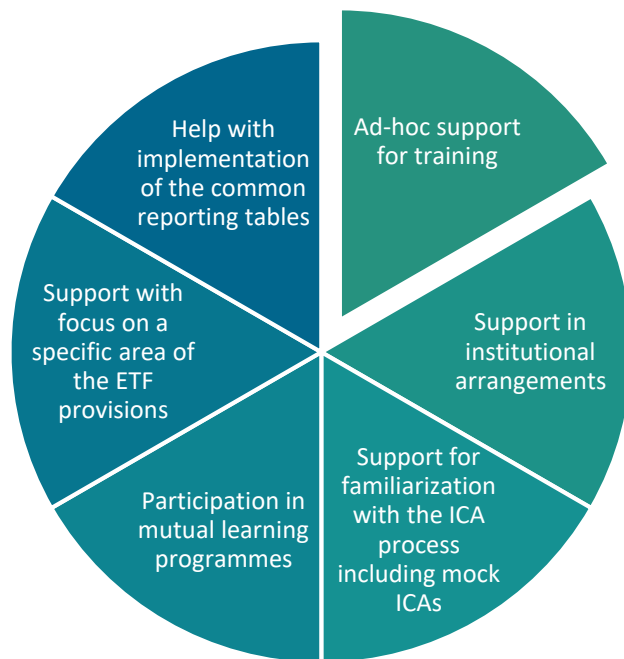 Ad-hoc support
for training
Support in
institutional
arrangements
Support for
familiarization
with the ICA
process
including mock
ICAs
Participation in
mutual learning
programmes
Support with
focus on a
specific area of
the ETF
provisions
Help with
implementation
of the common
reporting tables